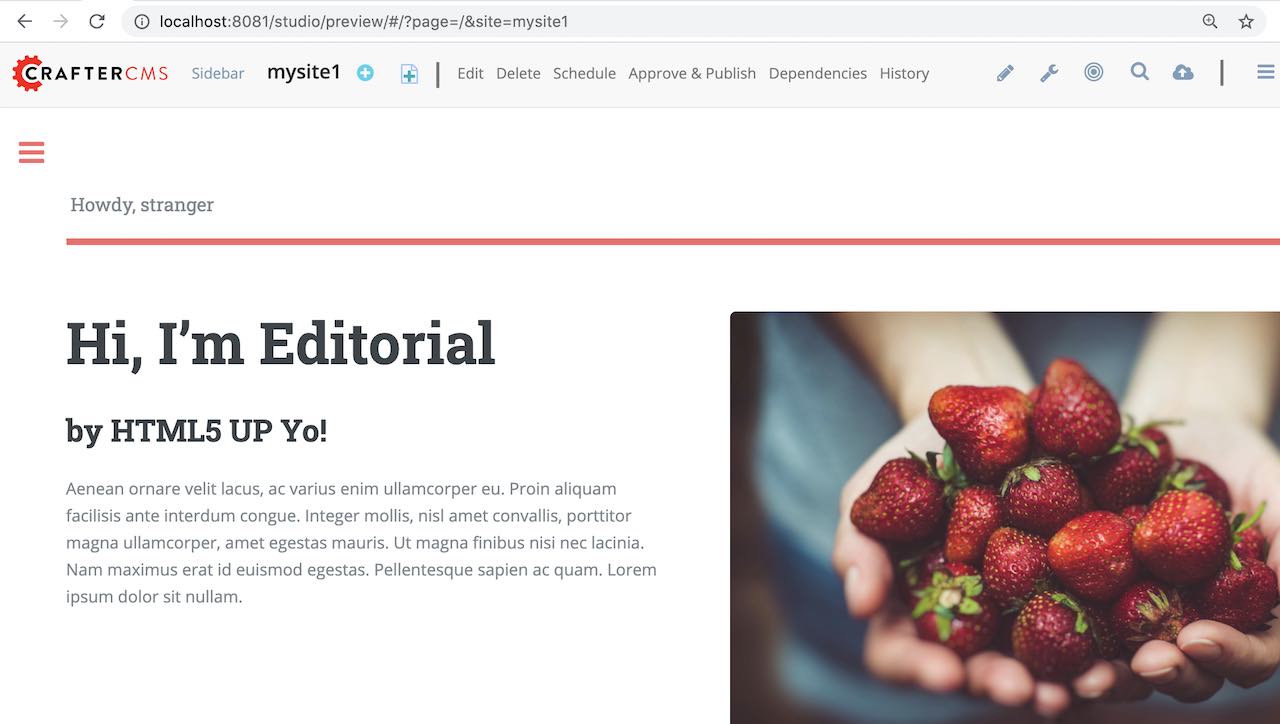 localhost:8081/studio/preview/#/?page=/&site=mysite1
CRAFTERCMS Sidebar mysite1 Edit Delete Schedule Approve & Publish Dependencies History
Howdy, stranger
Hi, I’m Editorial
by HTML5 UP Yo!
Aenean ornare velit lacus, ac varius enim ullamcorper eu. Proin aliquam
facilisis ante interdum congue. Integer mollis, nisl amet convallis, porttitor
magna ullamcorper, amet egestas mauris. Ut magna finibus nisi nec lacinia.
Nam maximus erat id euismod egestas. Pellentesque sapien ac quam. Lorem
ipsum dolor sit nullam.